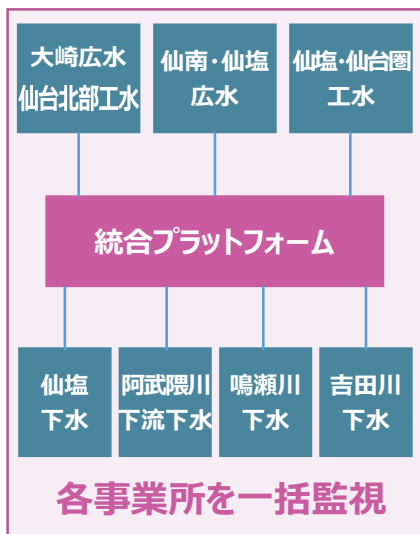 大崎広水
仙台北部工水
仙南・仙塩
広水
仙塩・仙台圏
工水
統合プラットフォーム
仙塩
下水
阿武隈川
下流下水
鳴瀬川
下水
吉田川
下水
各事業所を一括監視